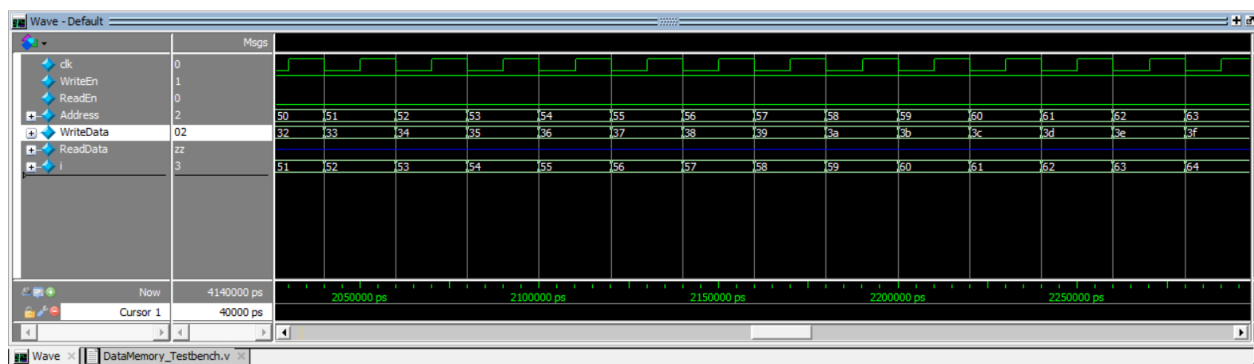 Wave - Default
Msgs
clk 0
WriteEn 1
ReadEn 0
Address 2 50 51 52 53 54 55 56 57 58 59 60 61 62 63
WriteData 02 32 33 34 35 36 37 38 39 3a 3b 3c 3d 3e 3f
ReadData zz
i 3 51 52 53 54 55 56 57 58 59 60 61 62 63 64
Now 4140000 ps 2050000 ps 2100000 ps 2150000 ps 2200000 ps 2250000 ps
Cursor 1 40000 ps
Wave DataMemory_Testbench.v